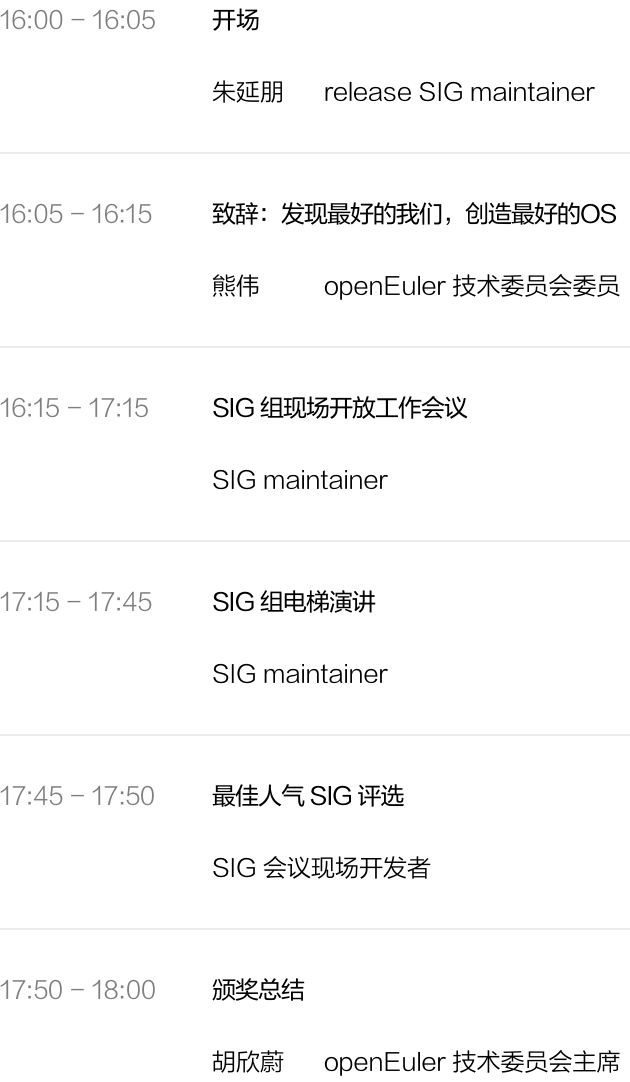 16:00 – 16:05 开场
朱延朋 release SIG maintainer
16:05 – 16:15 致辞：发现最好的我们，创造最好的OS
熊伟 openEuler 技术委员会委员
16:15 – 17:15 SIG 组现场开放工作会议
SIG maintainer
17:15 – 17:45 SIG 组电梯演讲
SIG maintainer
17:45 – 17:50 最佳人气 SIG 评选
SIG 会议现场开发者
17:50 – 18:00 颁奖总结
胡欣蔚 openEuler 技术委员会主席